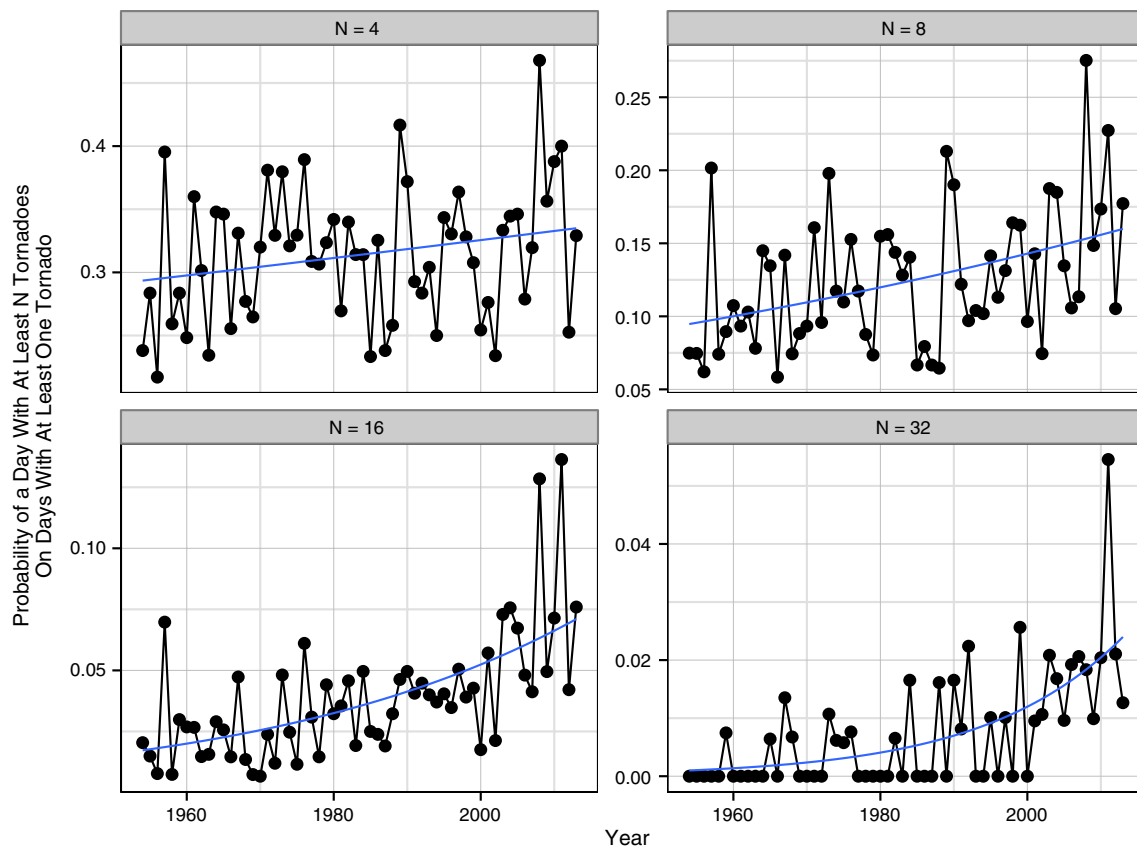 N = 4
N = 8
Probability of a Day With At Least N Tornadoes
On Days With At Least One Tornado
0.4
0.3
0.25
0.20
0.15
0.10
0.05
N = 16
N = 32
0.10
0.05
0.04
0.02
0.00
1960
1980
2000
1960
1980
2000
Year